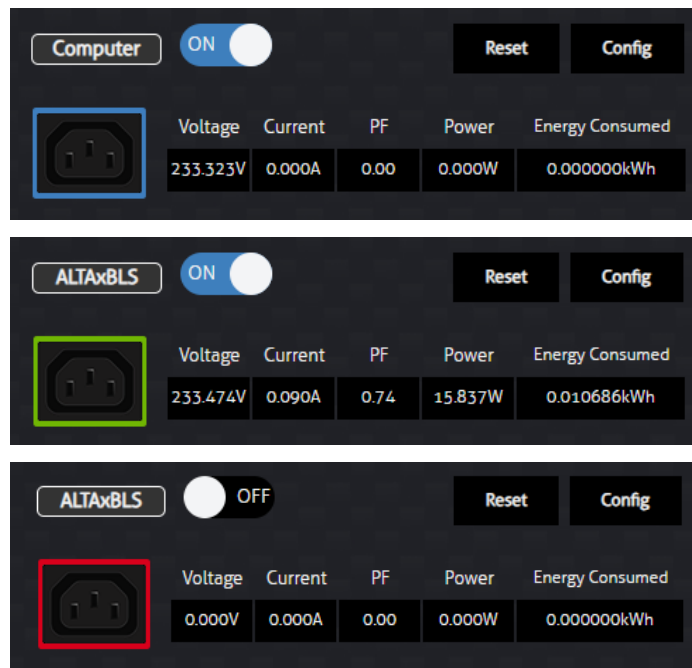 Computer ON Reset Config
Voltage Current PF Power Energy Consumed
233.323V 0.000A 0.00 0.000W 0.000000kWh
ALTAxBLS ON Reset Config
Voltage Current PF Power Energy Consumed
233.474V 0.090A 0.74 15.837W 0.010686kWh
ALTAxBLS OFF Reset Config
Voltage Current PF Power Energy Consumed
0.000V 0.000A 0.00 0.000W 0.000000kWh